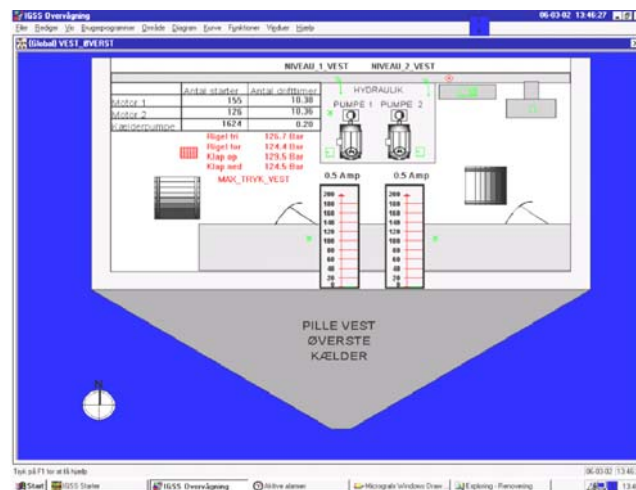 IGSS Overvågning 06-03-02 13:46:27
Filer Rediger Vis Brugerprogrammer Område Diagram Kurve Funktioner Vinduer Hjælp
(Global) VEST_ØVERST
NIVEAU_1_VEST NIVEAU_2_VEST
Antal starter Antal drifttimer
Motor 1 155 10.38
Motor 2 126 10.36
Kælderpumpe 1624 0.20
HYDRAULIK
PUMPE 1 PUMPE 2
Rigel fri 126.7 Bar
Rigel for 124.4 Bar
Klap op 129.5 Bar
Klap ned 124.5 Bar
MAX_TRYK_VEST
0.5 Amp 0.5 Amp
200 200
180 180
160 160
140 140
120 120
100 100
80 80
60 60
40 40
20 20
0 0
PILLE VEST
ØVERSTE
KÆLDER
N
Tryk på F1 for at få hjælp 06-03-02 13:46
Start IGSS Starter IGSS Overvågning Aktive alarmer Micrografx Windows Draw Exploring - Renovering